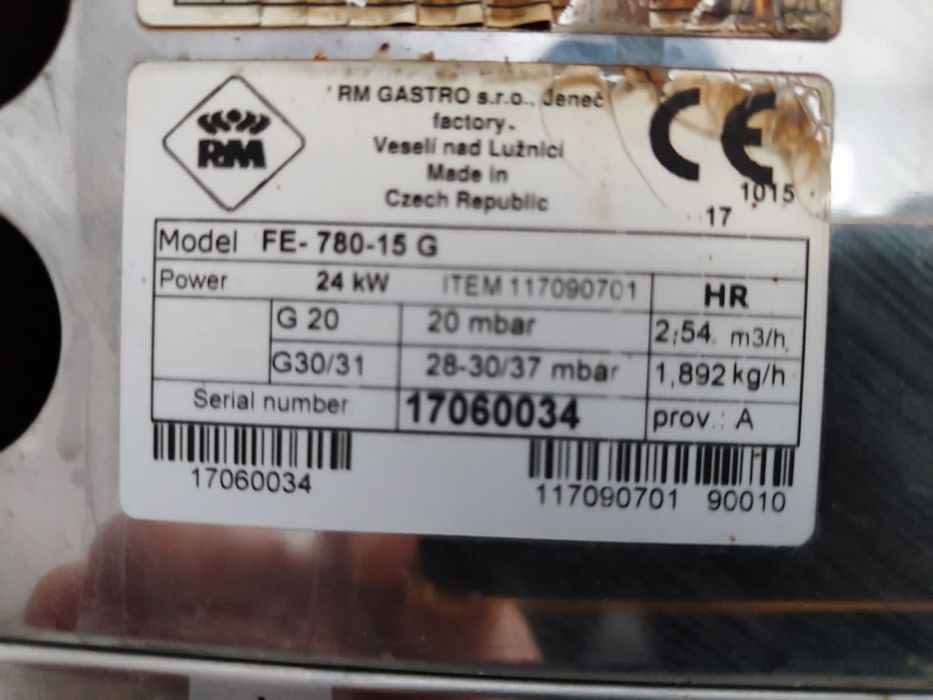 RM
RM GASTRO s.r.o., Jeneč
factory.
Veselí nad Lužnicí
Made in
Czech Republic
CE
1015
17
Model FE- 780-15 G
Power 24 kW ITEM 117090701 HR
G 20 20 mbar 2,54 m3/h
G30/31 28-30/37 mbar 1,892 kg/h
Serial number 17060034 prov.: A
17060034
117090701 90010